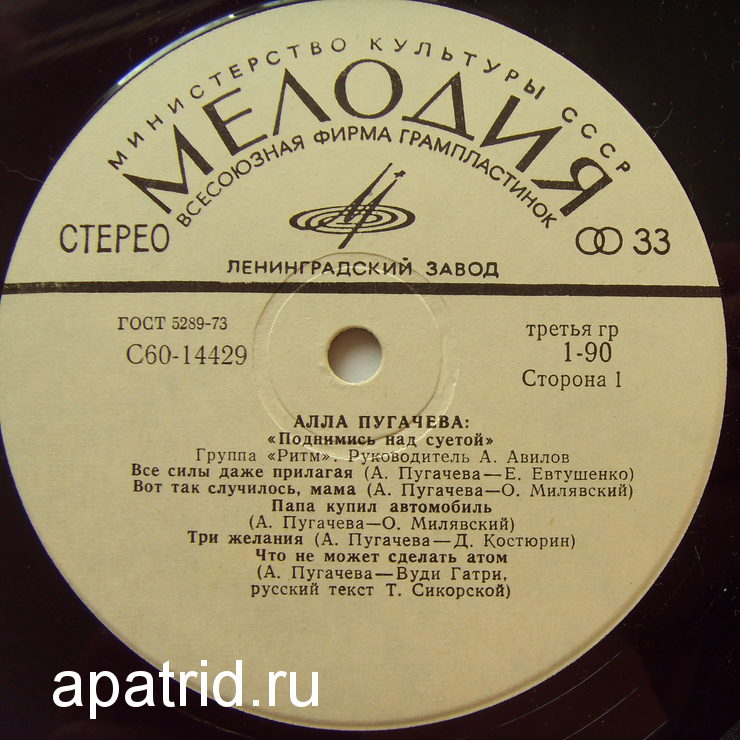 МИНИСТЕРСТВО КУЛЬТУРЫ СССР
МЕЛОДИЯ
ВСЕСОЮЗНАЯ ФИРМА ГРАМПЛАСТИНОК
СТЕРЕО
33
ЛЕНИНГРАДСКИЙ ЗАВОД
ГОСТ 5289-73
третья гр
С60-14429
1-90
Сторона 1
АЛЛА ПУГАЧЕВА:
«Поднимись над суетой»
Группа «Ритм». Руководитель А. Авилов
Все силы даже прилагая (А. Пугачева—Е. Евтушенко)
Вот так случилось, мама (А. Пугачева—О. Милявский)
Папа купил автомобиль
(А. Пугачева—О. Милявский)
Три желания (А. Пугачева—Д. Костюрин)
Что не может сделать атом
(А. Пугачева—Вуди Гатри,
русский текст Т. Сикорской)
apatrid.ru